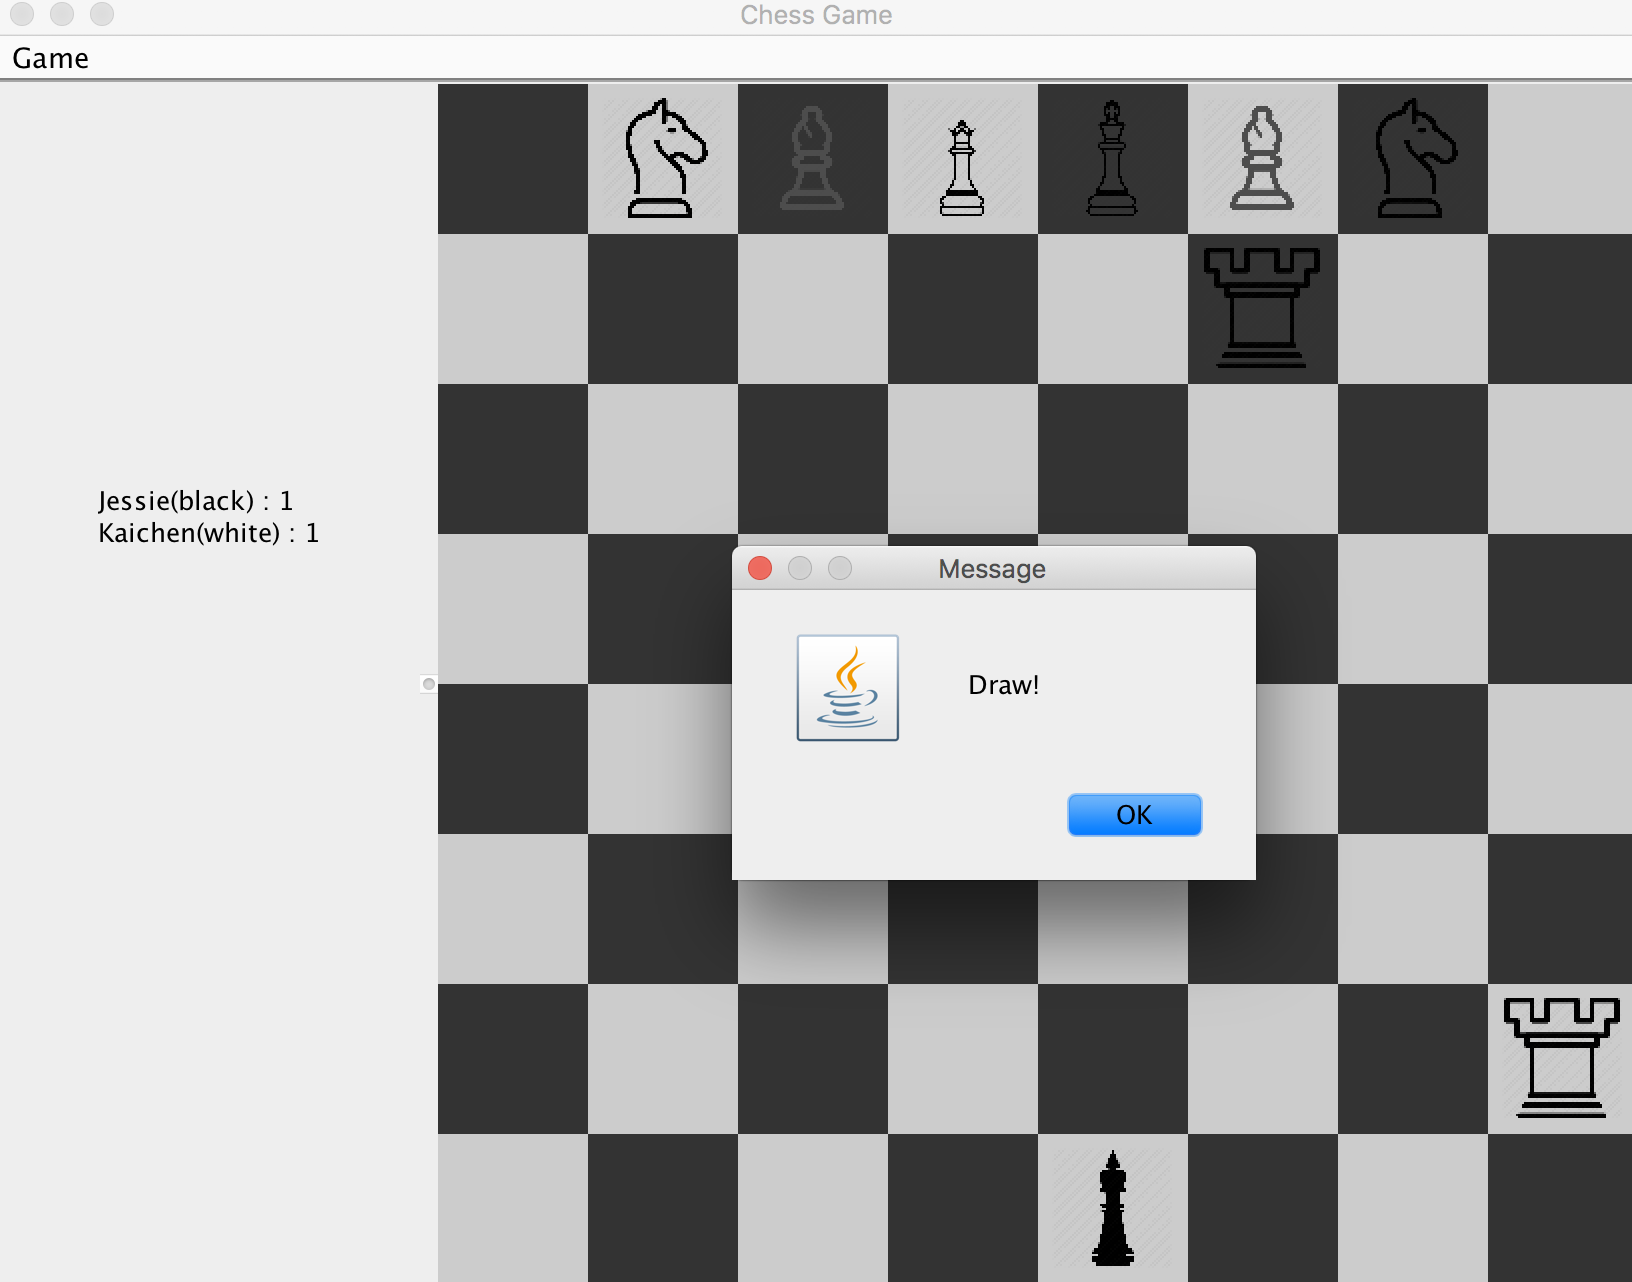 Chess Game
Game
Jessie(black) : 1
Kaichen(white) : 1
Message
Draw!
OK